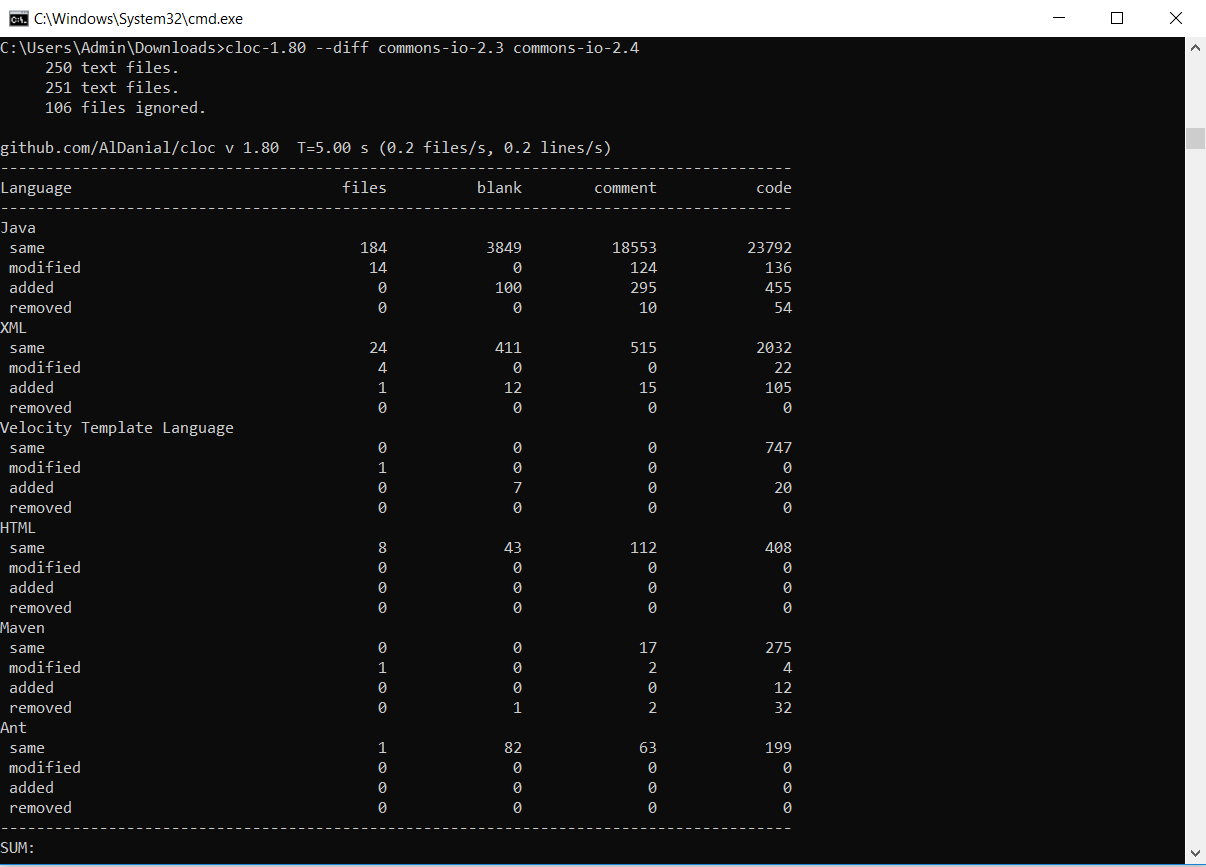 C:\Windows\System32\cmd.exe
C:\Users\Admin\Downloads>cloc-1.80 --diff commons-io-2.3 commons-io-2.4
250 text files.
251 text files.
106 files ignored.
github.com/AlDanial/cloc v 1.80  T=5.00 s (0.2 files/s, 0.2 lines/s)
----------------------------------------------------------------------------------------
Language files blank comment code
----------------------------------------------------------------------------------------
Java
same 184 3849 18553 23792
modified 14 0 124 136
added 0 100 295 455
removed 0 0 10 54
XML
same 24 411 515 2032
modified 4 0 0 22
added 1 12 15 105
removed 0 0 0 0
Velocity Template Language
same 0 0 0 747
modified 1 0 0 0
added 0 7 0 20
removed 0 0 0 0
HTML
same 8 43 112 408
modified 0 0 0 0
added 0 0 0 0
removed 0 0 0 0
Maven
same 0 0 17 275
modified 1 0 2 4
added 0 0 0 12
removed 0 1 2 32
Ant
same 1 82 63 199
modified 0 0 0 0
added 0 0 0 0
removed 0 0 0 0
----------------------------------------------------------------------------------------
SUM: